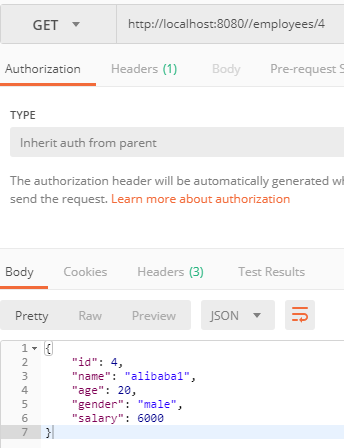 GET http://localhost:8080//employees/4
Authorization Headers (1) Body Pre-request S
TYPE
Inherit auth from parent
The authorization header will be automatically generated wh
send the request. Learn more about authorization
Body Cookies Headers (3) Test Results
Pretty Raw Preview JSON
1 {
2 "id": 4,
3 "name": "alibaba1",
4 "age": 20,
5 "gender": "male",
6 "salary": 6000
7 }